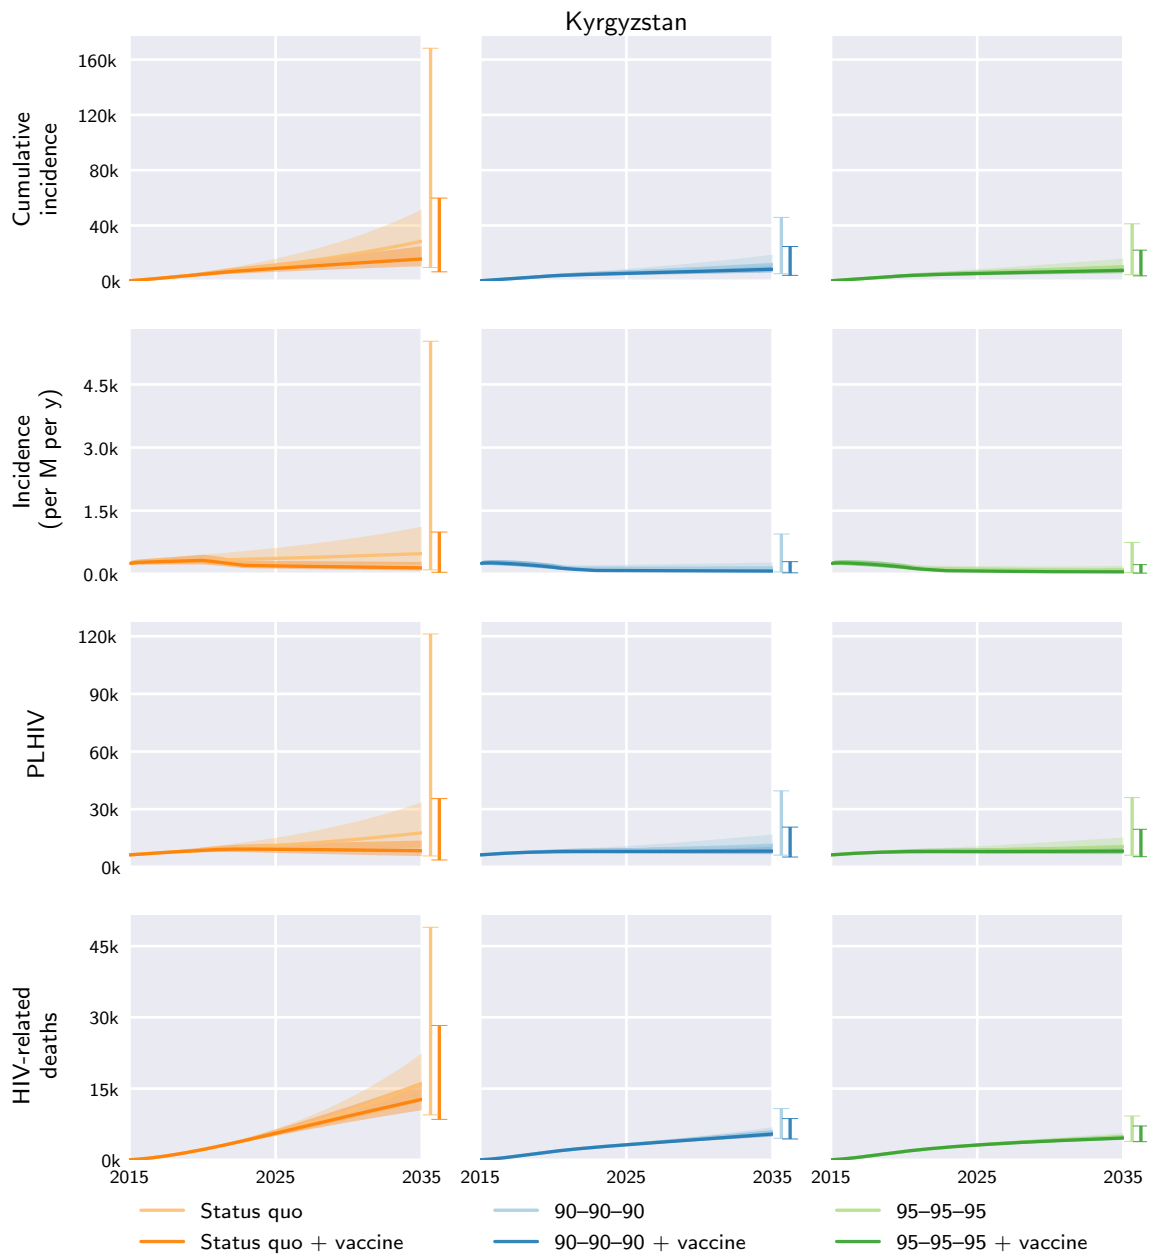 Kyrgyzstan
Cumulative
incidence
160k
120k
80k
40k
0k
Incidence
(per M per y)
4.5k
3.0k
1.5k
0.0k
PLHIV
120k
90k
60k
30k
0k
HIV-related
deaths
45k
30k
15k
0k
2015 2025 2035 2015 2025 2035 2015 2025 2035
Status quo 90–90–90 95–95–95
Status quo + vaccine 90–90–90 + vaccine 95–95–95 + vaccine